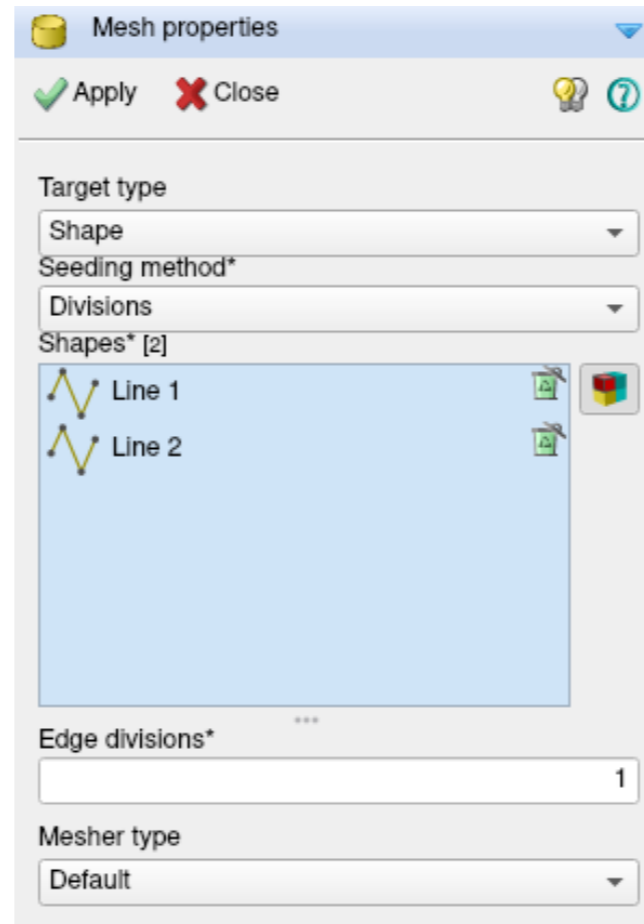 Mesh properties
Apply Close
Target type
Shape
Seeding method*
Divisions
Shapes* [2]
Line 1
Line 2
Edge divisions*
1
Mesher type
Default